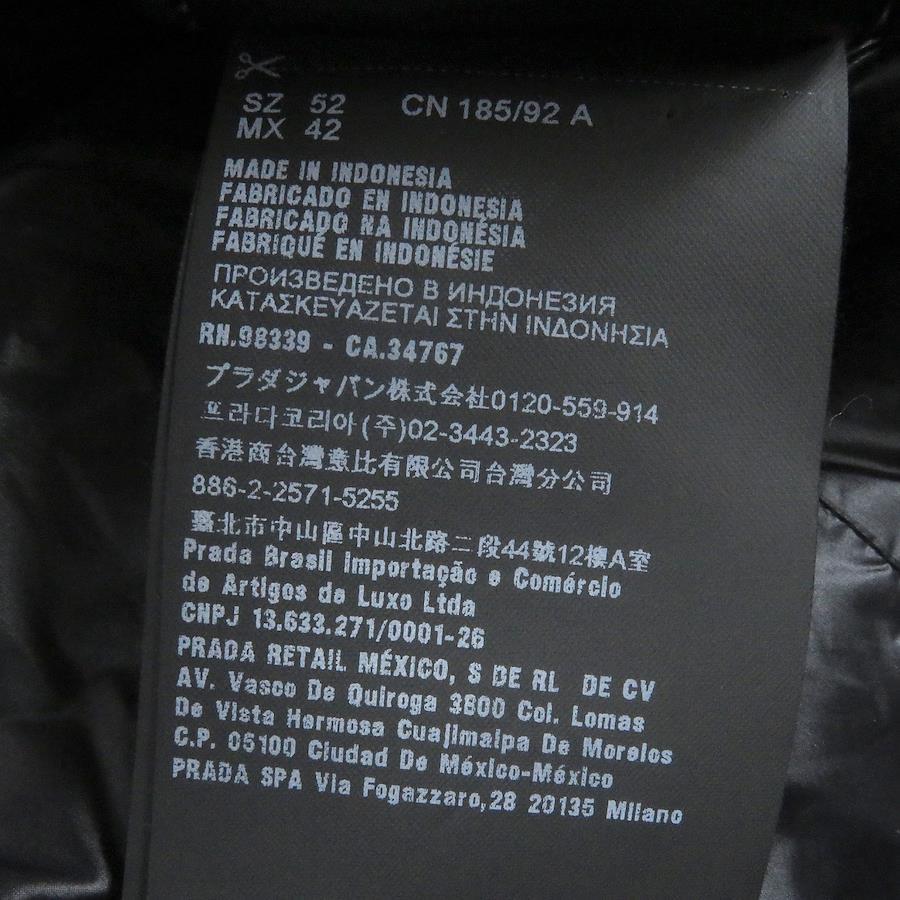 SZ 52 CN 185/92 A
MX 42
MADE IN INDONESIA
FABRICADO EN INDONESIA
FABRICADO NA INDONÉSIA
FABRIQUÉ EN INDONÉSIE
ПРОИЗВЕДЕНО В ИНДОНЕЗИЯ
ΚΑΤΑΣΚΕΥΑΖΕΤΑΙ ΣΤΗΝ ΙΝΔΟΝΗΣΙΑ
RN.98339 - CA.34767
プラダジャパン株式会社0120-559-914
프라다코리아(주)02-3443-2323
香港商台灣意比有限公司台灣分公司
886-2-2571-5255
臺北市中山區中山北路二段44號12樓A室
Prada Brasil Importação e Comércio
de Artigos de Luxo Ltda
CNPJ 13.633.271/0001-26
PRADA RETAIL MÉXICO, S DE RL DE CV
AV. Vasco De Quiroga 3800 Col. Lomas
De Vista Hermosa Cuajimalpa De Morelos
C.P. 05100 Ciudad De México-México
PRADA SPA Via Fogazzaro,28 20135 Milano